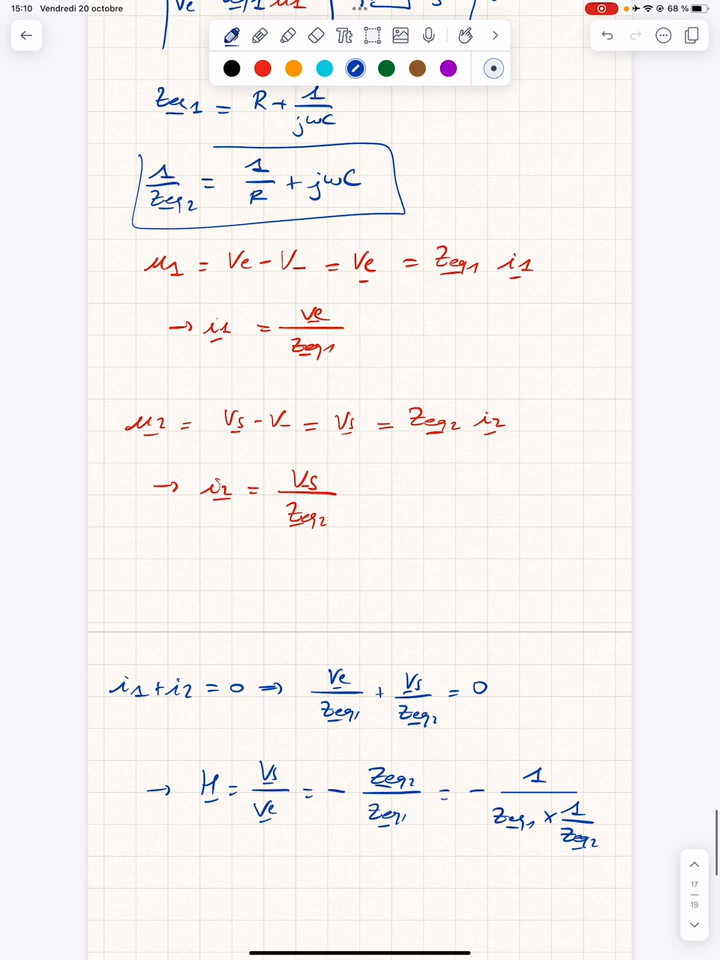 15:10 Vendredi 20 octobre 68 %
Ve
Zeq1 = R + 1/jωC
1/Zeq2 = 1/R + jωC
u1 = Ve - V- = Ve = Zeq1 i1
→ i1 = Ve/Zeq1
u2 = Vs - V- = Vs = Zeq2 i2
→ i2 = Vs/Zeq2
i1 + i2 = 0 => Ve/Zeq1 + Vs/Zeq2 = 0
→ H = Vs/Ve = - Zeq2/Zeq1 = - 1/(Zeq1 × 1/Zeq2)
17
19